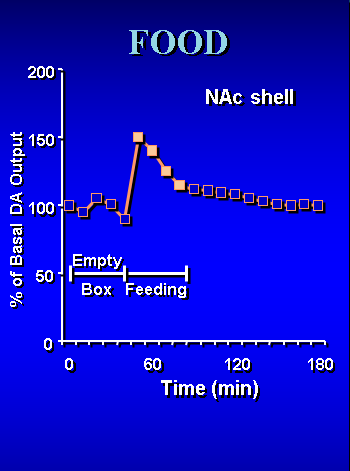 FOOD
NAc shell
% of Basal DA Output
200
150
100
50
0
Empty
Box Feeding
0 60 120 180
Time (min)